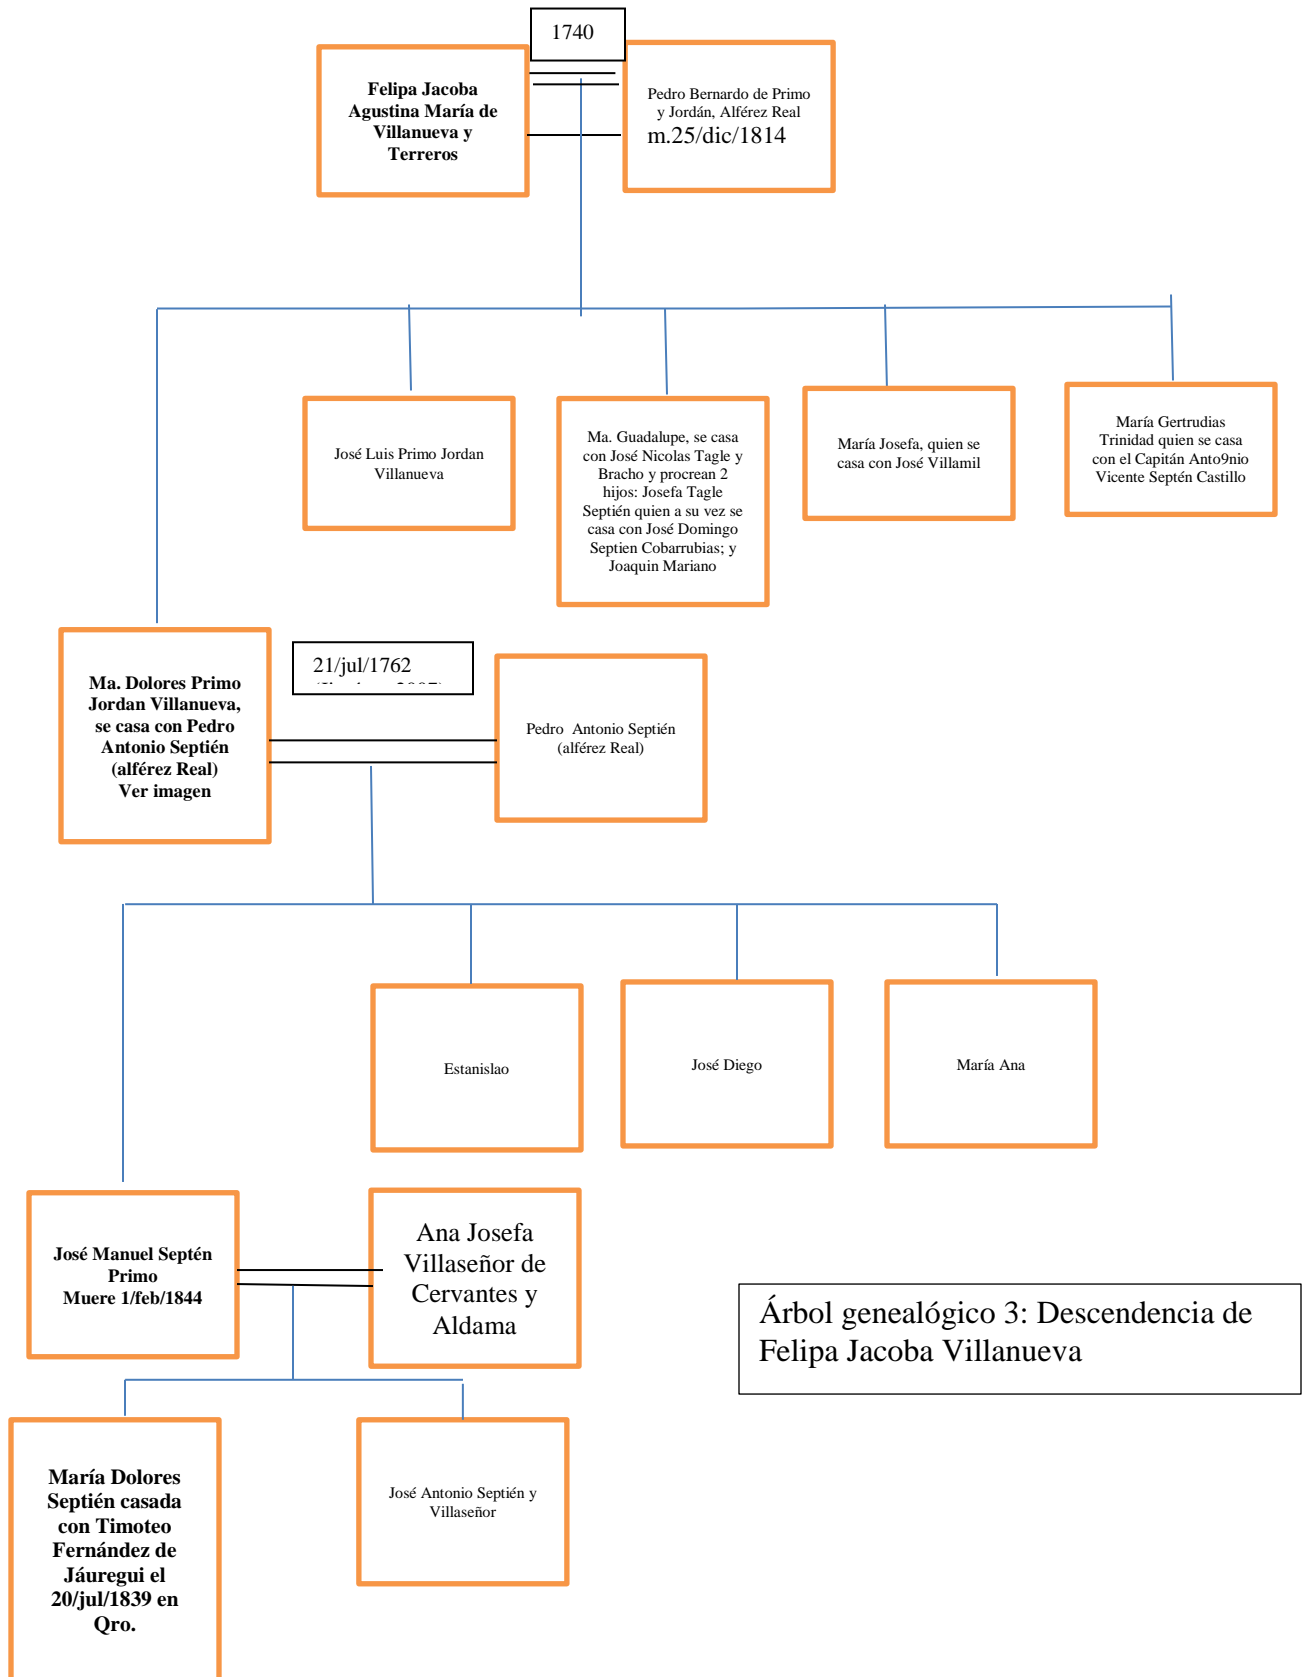 1740
Felipa Jacoba
Agustina María de
Villanueva y
Terreros
Pedro Bernardo de Primo
y Jordán, Alférez Real
m.25/dic/1814
José Luis Primo Jordan
Villanueva
Ma. Guadalupe, se casa
con José Nicolas Tagle y
Bracho y procrean 2
hijos: Josefa Tagle
Septién quien a su vez se
casa con José Domingo
Septien Cobarrubias; y
Joaquin Mariano
María Josefa, quien se
casa con José Villamil
María Gertrudias
Trinidad quien se casa
con el Capitán Anto9nio
Vicente Septén Castillo
Ma. Dolores Primo
Jordan Villanueva,
se casa con Pedro
Antonio Septién
(alférez Real)
Ver imagen
21/jul/1762
Pedro Antonio Septién
(alférez Real)
Estanislao
José Diego
María Ana
José Manuel Septén
Primo
Muere 1/feb/1844
Ana Josefa
Villaseñor de
Cervantes y
Aldama
Árbol genealógico 3: Descendencia de
Felipa Jacoba Villanueva
María Dolores
Septién casada
con Timoteo
Fernández de
Jáuregui el
20/jul/1839 en
Qro.
José Antonio Septién y
Villaseñor